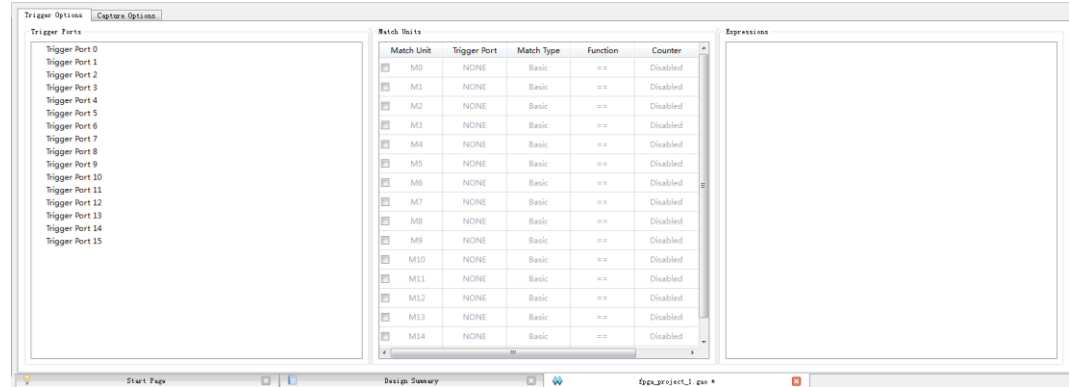 Trigger Options Capture Options
Trigger Ports
Trigger Port 0
Trigger Port 1
Trigger Port 2
Trigger Port 3
Trigger Port 4
Trigger Port 5
Trigger Port 6
Trigger Port 7
Trigger Port 8
Trigger Port 9
Trigger Port 10
Trigger Port 11
Trigger Port 12
Trigger Port 13
Trigger Port 14
Trigger Port 15
Match Units
Match Unit Trigger Port Match Type Function Counter
M0 NONE Basic == Disabled
M1 NONE Basic == Disabled
M2 NONE Basic == Disabled
M3 NONE Basic == Disabled
M4 NONE Basic == Disabled
M5 NONE Basic == Disabled
M6 NONE Basic == Disabled
M7 NONE Basic == Disabled
M8 NONE Basic == Disabled
M9 NONE Basic == Disabled
M10 NONE Basic == Disabled
M11 NONE Basic == Disabled
M12 NONE Basic == Disabled
M13 NONE Basic == Disabled
M14 NONE Basic == Disabled
Expressions
Start Page Design Summary fpga_project_1.gao *